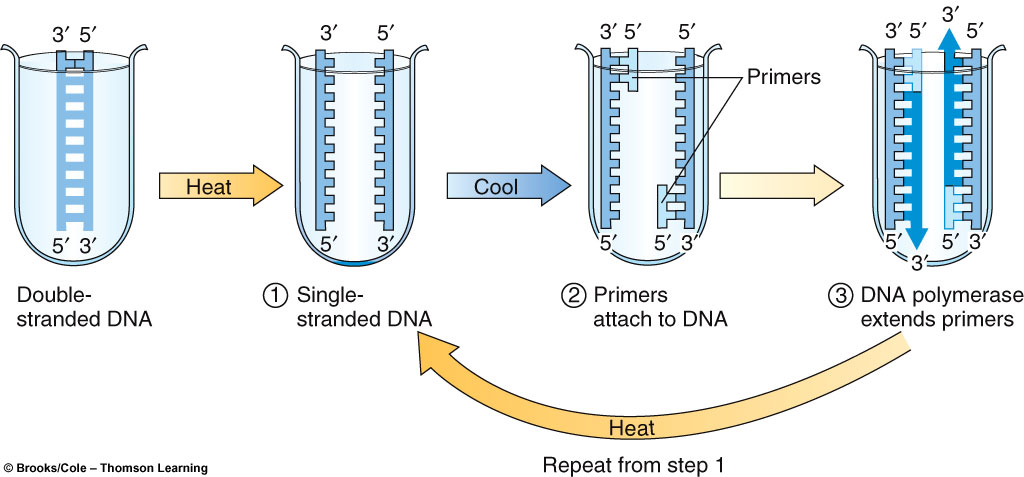 3′ 5′
5′ 3′
Heat
3′ 5′
5′ 3′
Cool
3′ 5′
Primers
5′ 5′ 3′
3′ 5′ 3′ 5′
5′ 3′ 5′ 3′
Double-
stranded DNA
① Single-
stranded DNA
② Primers
attach to DNA
③ DNA polymerase
extends primers
Heat
Repeat from step 1
© Brooks/Cole – Thomson Learning